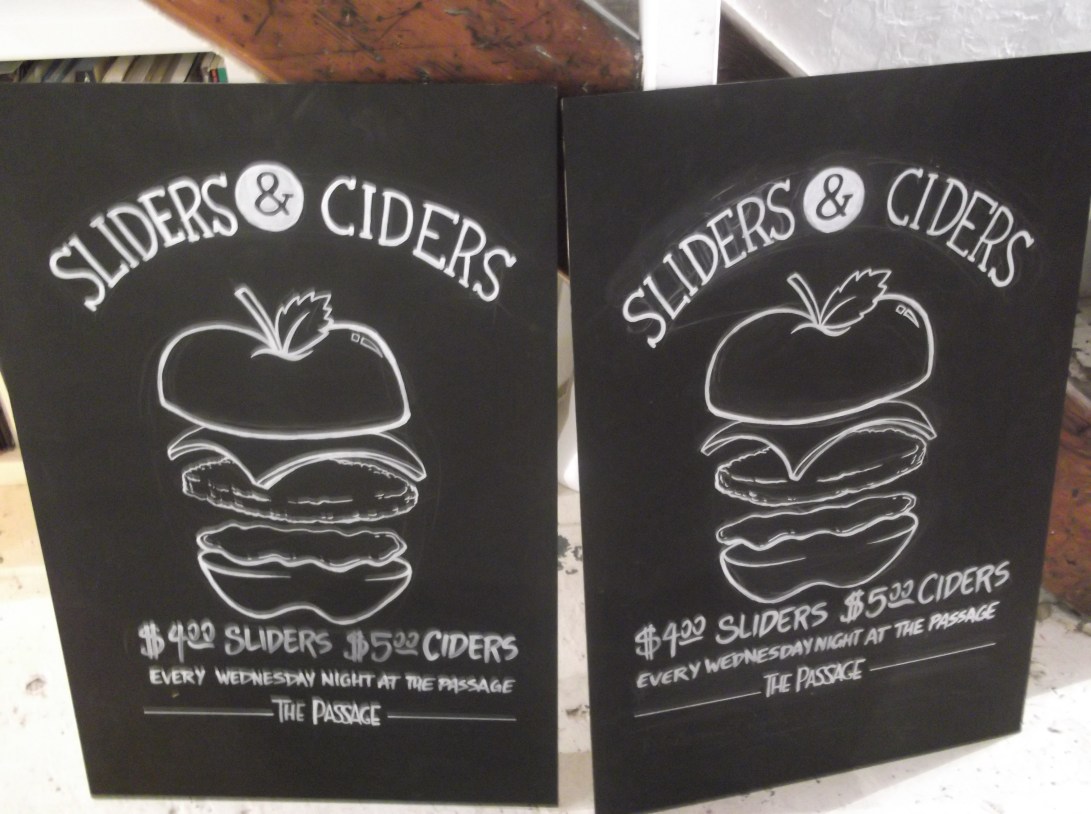 SLIDERS & CIDERS
$4.00 SLIDERS $5.00 CIDERS
EVERY WEDNESDAY NIGHT AT THE PASSAGE
THE PASSAGE
SLIDERS & CIDERS
$4.00 SLIDERS $5.00 CIDERS
EVERY WEDNESDAY NIGHT AT THE PASSAGE
THE PASSAGE